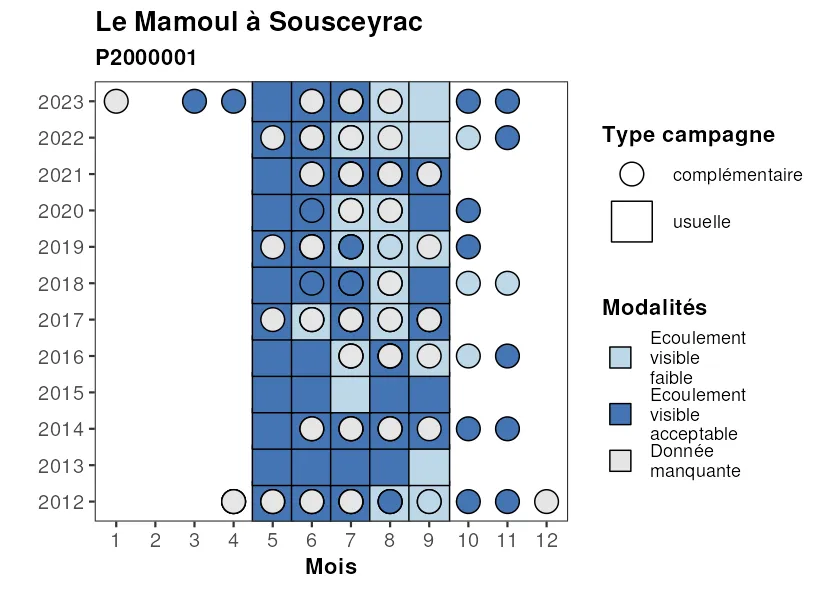 Le Mamoul à Sousceyrac
P2000001
2023
2022
2021
2020
2019
2018
2017
2016
2015
2014
2013
2012
1 2 3 4 5 6 7 8 9 10 11 12
Mois
Type campagne
complémentaire
usuelle
Modalités
Ecoulement
visible
faible
Ecoulement
visible
acceptable
Donnée
manquante